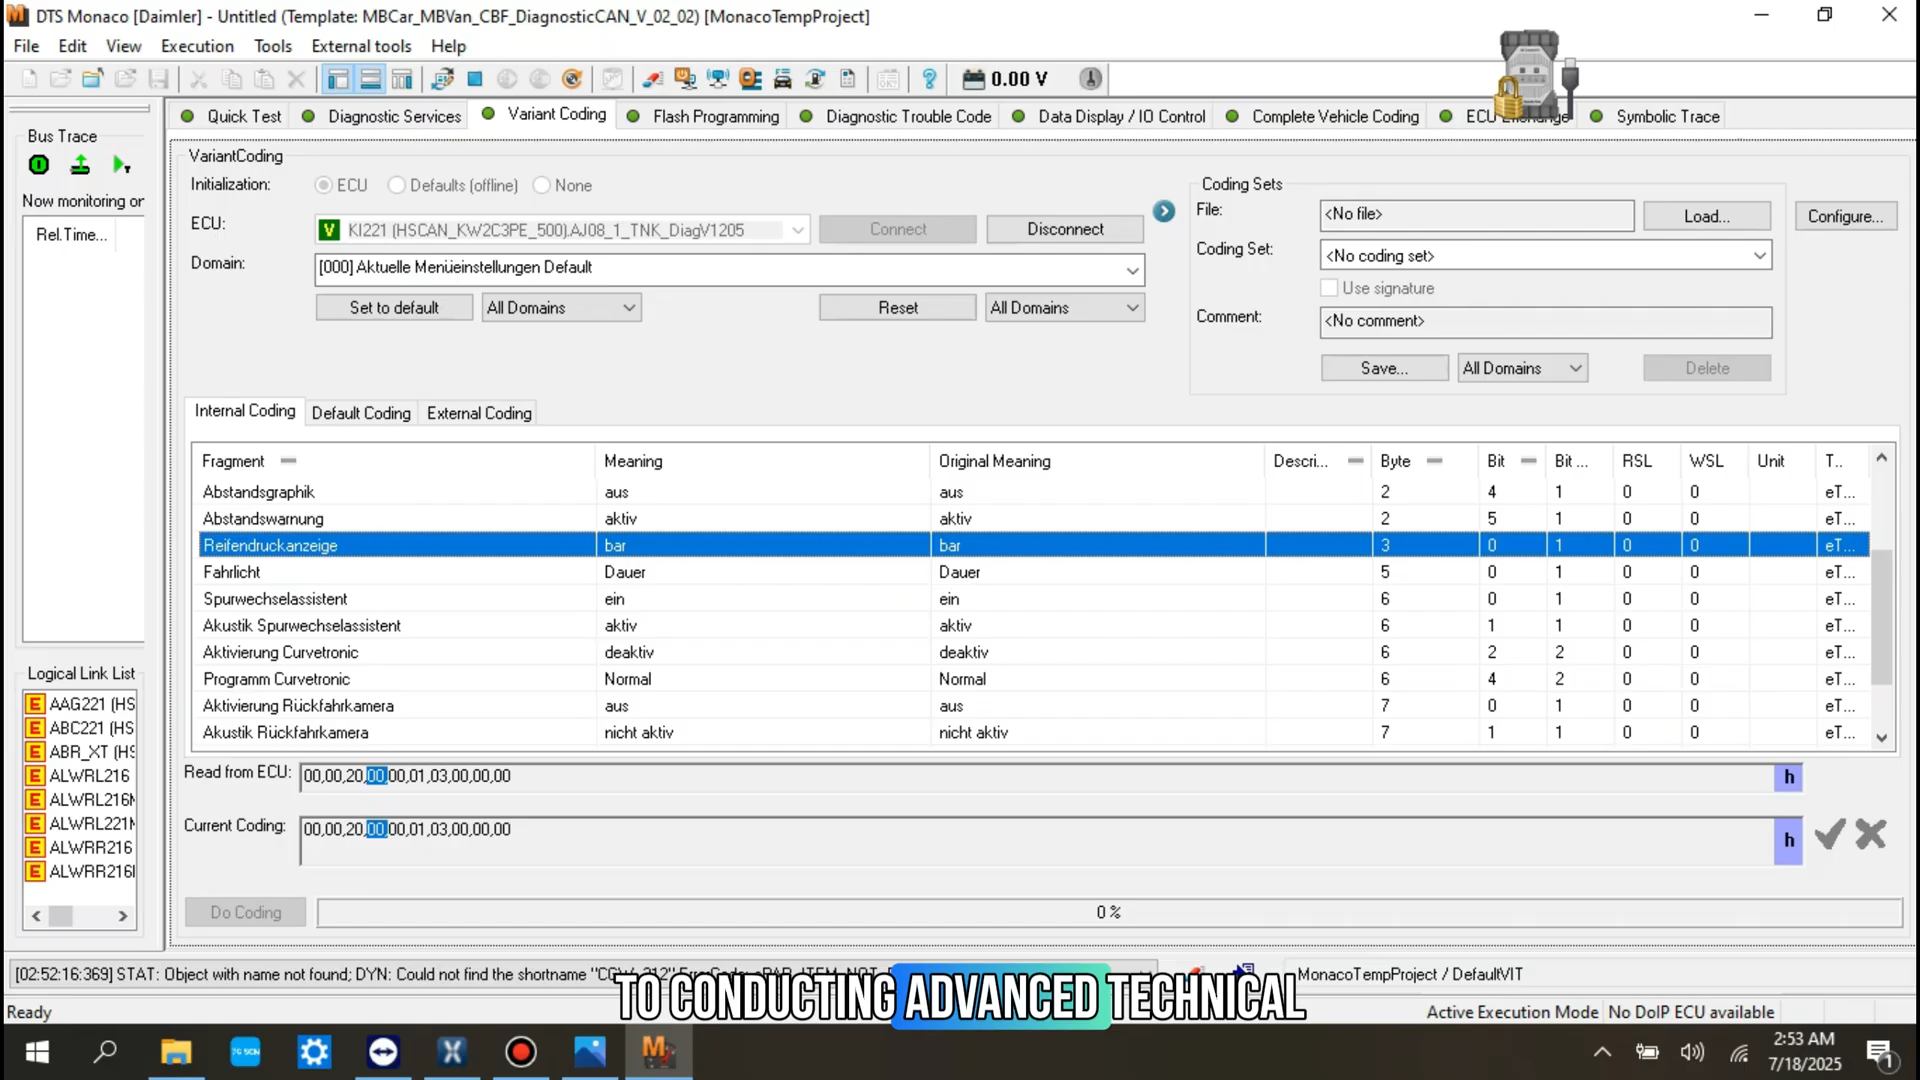 DTS Monaco [Daimler] - Untitled (Template: MBCar_MBVan_CBF_DiagnosticCAN_V_02_02) [MonacoTempProject]
File Edit View Execution Tools External tools Help
0.00 V
Quick Test Diagnostic Services Variant Coding Flash Programming Diagnostic Trouble Code Data Display / IO Control Complete Vehicle Coding ECU Exchange Symbolic Trace
Bus Trace
Now monitoring or
Rel.Time...
Logical Link List
E AAG221 (HS
E ABC221 (HS
E ABR_XT (HS
E ALWRL216
E ALWRL216M
E ALWRL221M
E ALWRR216
E ALWRR216I
VariantCoding
Initialization: ECU Defaults (offline) None
ECU: V KI221 (HSCAN_KW2C3PE_500).AJ08_1_TNK_DiagV1205 Connect Disconnect
Domain: [000] Aktuelle Menüeinstellungen Default
Set to default All Domains Reset All Domains
Coding Sets
File: <No file> Load... Configure...
Coding Set: <No coding set>
Use signature
Comment: <No comment>
Save... All Domains Delete
Internal Coding Default Coding External Coding
Fragment Meaning Original Meaning Descri... Byte Bit Bit ... RSL WSL Unit T..
Abstandsgraphik aus aus 2 4 1 0 0 eT...
Abstandswarnung aktiv aktiv 2 5 1 0 0 eT...
Reifendruckanzeige bar bar 3 0 1 0 0 eT...
Fahrlicht Dauer Dauer 5 0 1 0 0 eT...
Spurwechselassistent ein ein 6 0 1 0 0 eT...
Akustik Spurwechselassistent aktiv aktiv 6 1 1 0 0 eT...
Aktivierung Curvetronic deaktiv deaktiv 6 2 2 0 0 eT...
Programm Curvetronic Normal Normal 6 4 2 0 0 eT...
Aktivierung Rückfahrkamera aus aus 7 0 1 0 0 eT...
Akustik Rückfahrkamera nicht aktiv nicht aktiv 7 1 1 0 0 eT...
Read from ECU: 00,00,20,00,00,01,03,00,00,00 h
Current Coding: 00,00,20,00,00,01,03,00,00,00 h
Do Coding 0 %
[02:52:16:369] STAT: Object with name not found; DYN: Could not find the shortname MonacoTempProject / DefaultVIT
TO CONDUCTING ADVANCED TECHNICAL
Ready Active Execution Mode No DoIP ECU available
2:53 AM
7/18/2025
1